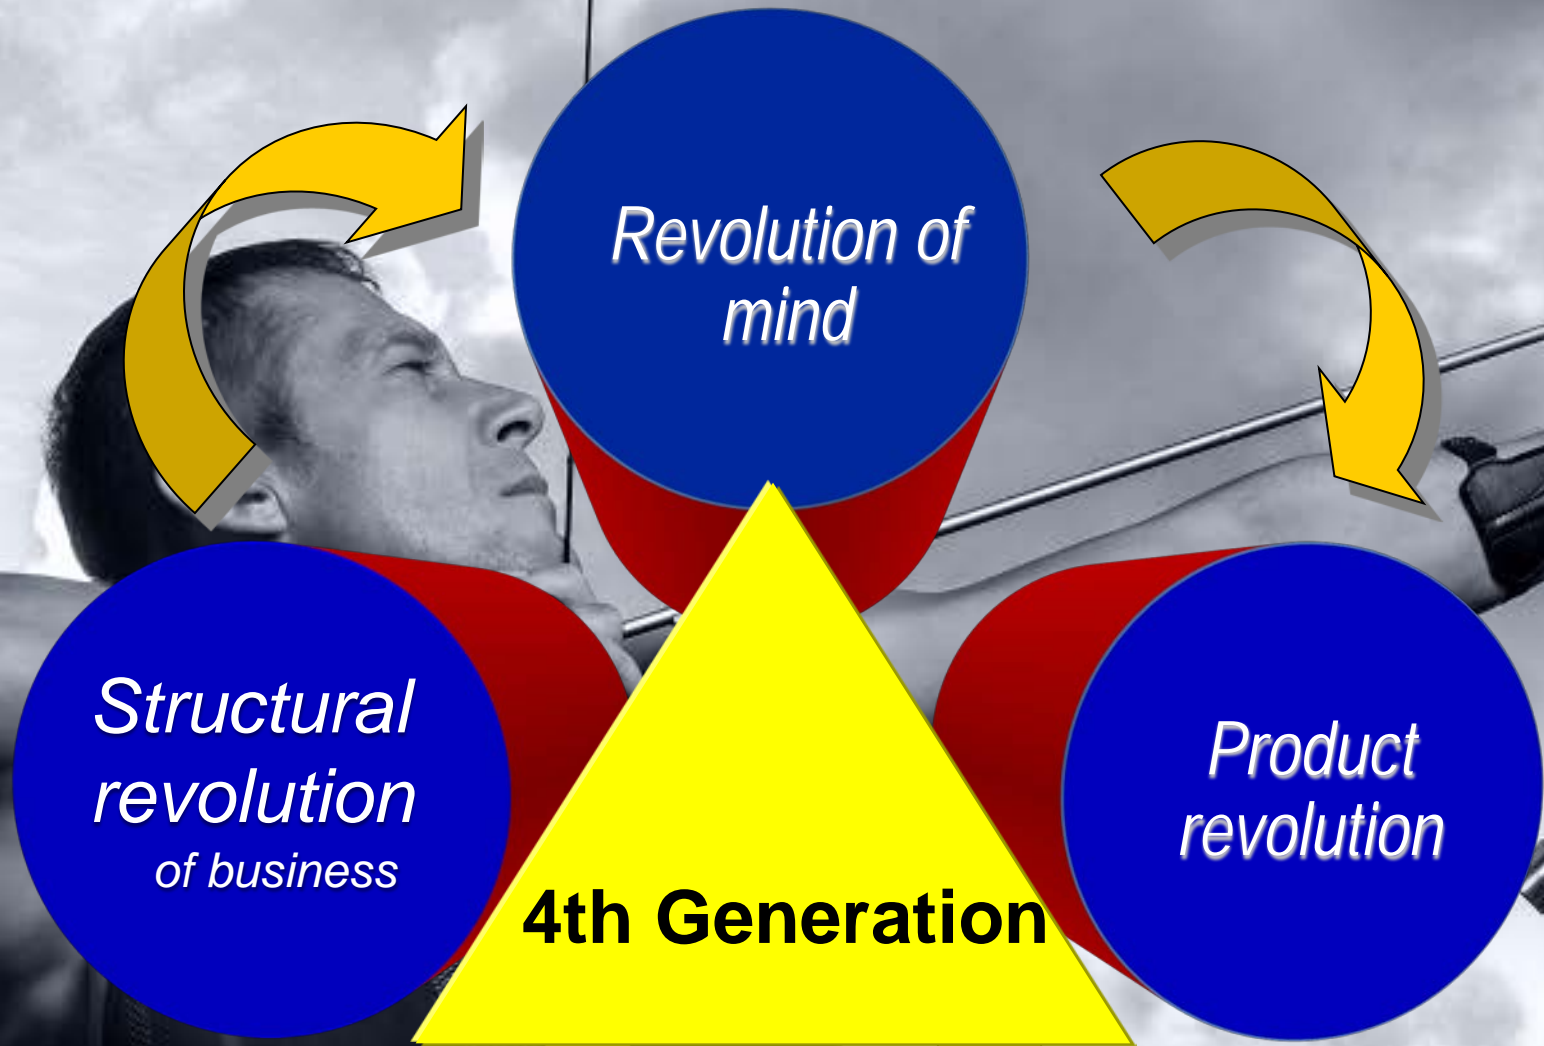 Revolution of
mind
Structural
revolution
of business
Product
revolution
4th Generation